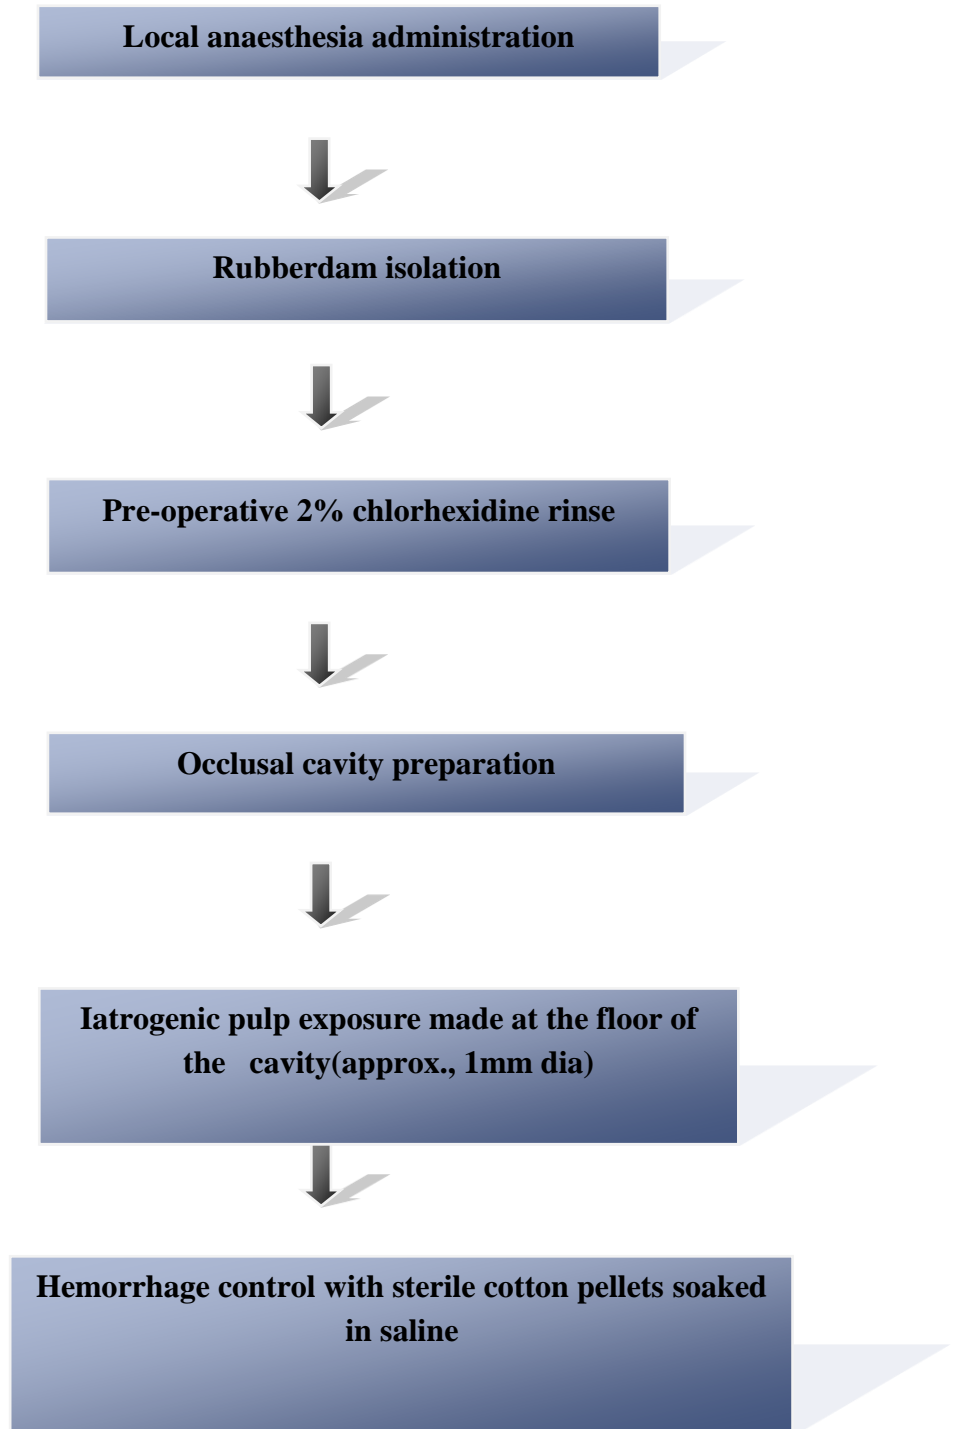 Local anaesthesia administration
Rubberdam isolation
Pre-operative 2% chlorhexidine rinse
Occlusal cavity preparation
Iatrogenic pulp exposure made at the floor of
the cavity(approx., 1mm dia)
Hemorrhage control with sterile cotton pellets soaked
in saline